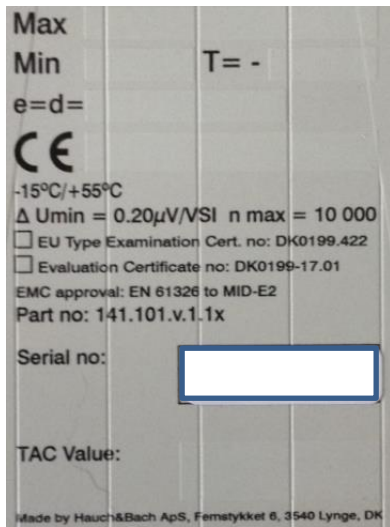 Max
Min T= -
e=d=
CE
-15°C/+55°C
Δ Umin = 0.20µV/VSI n max = 10 000
EU Type Examination Cert. no: DK0199.422
Evaluation Certificate no: DK0199-17.01
EMC approval: EN 61326 to MID-E2
Part no: 141.101.v.1.1x
Serial no:
TAC Value:
Made by Hauch&Bach ApS, Femstykket 6, 3540 Lynge, DK